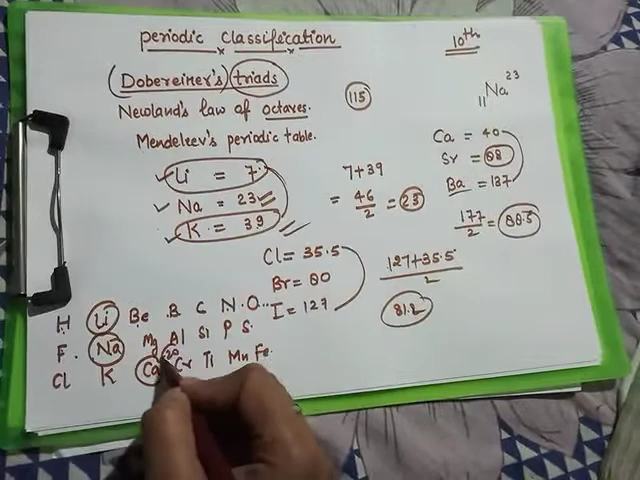 periodic classification
10th
(Dobereiner's) triads
Newland's law of octaves.
115
11Na23
Mendeleev's periodic table.
Li = 7.
Na = 23
K = 39
7+39
= 46/2 = 23
Ca = 40
Sr = 88
Ba = 137
177/2 = 88.5
Cl = 35.5
Br = 80
I = 127
127+35.5/2
81.2
H Li Be B C N. O...
F. Na Mg Al Si P S.
Cl K Ca 20 Cr Ti Mn Fe.